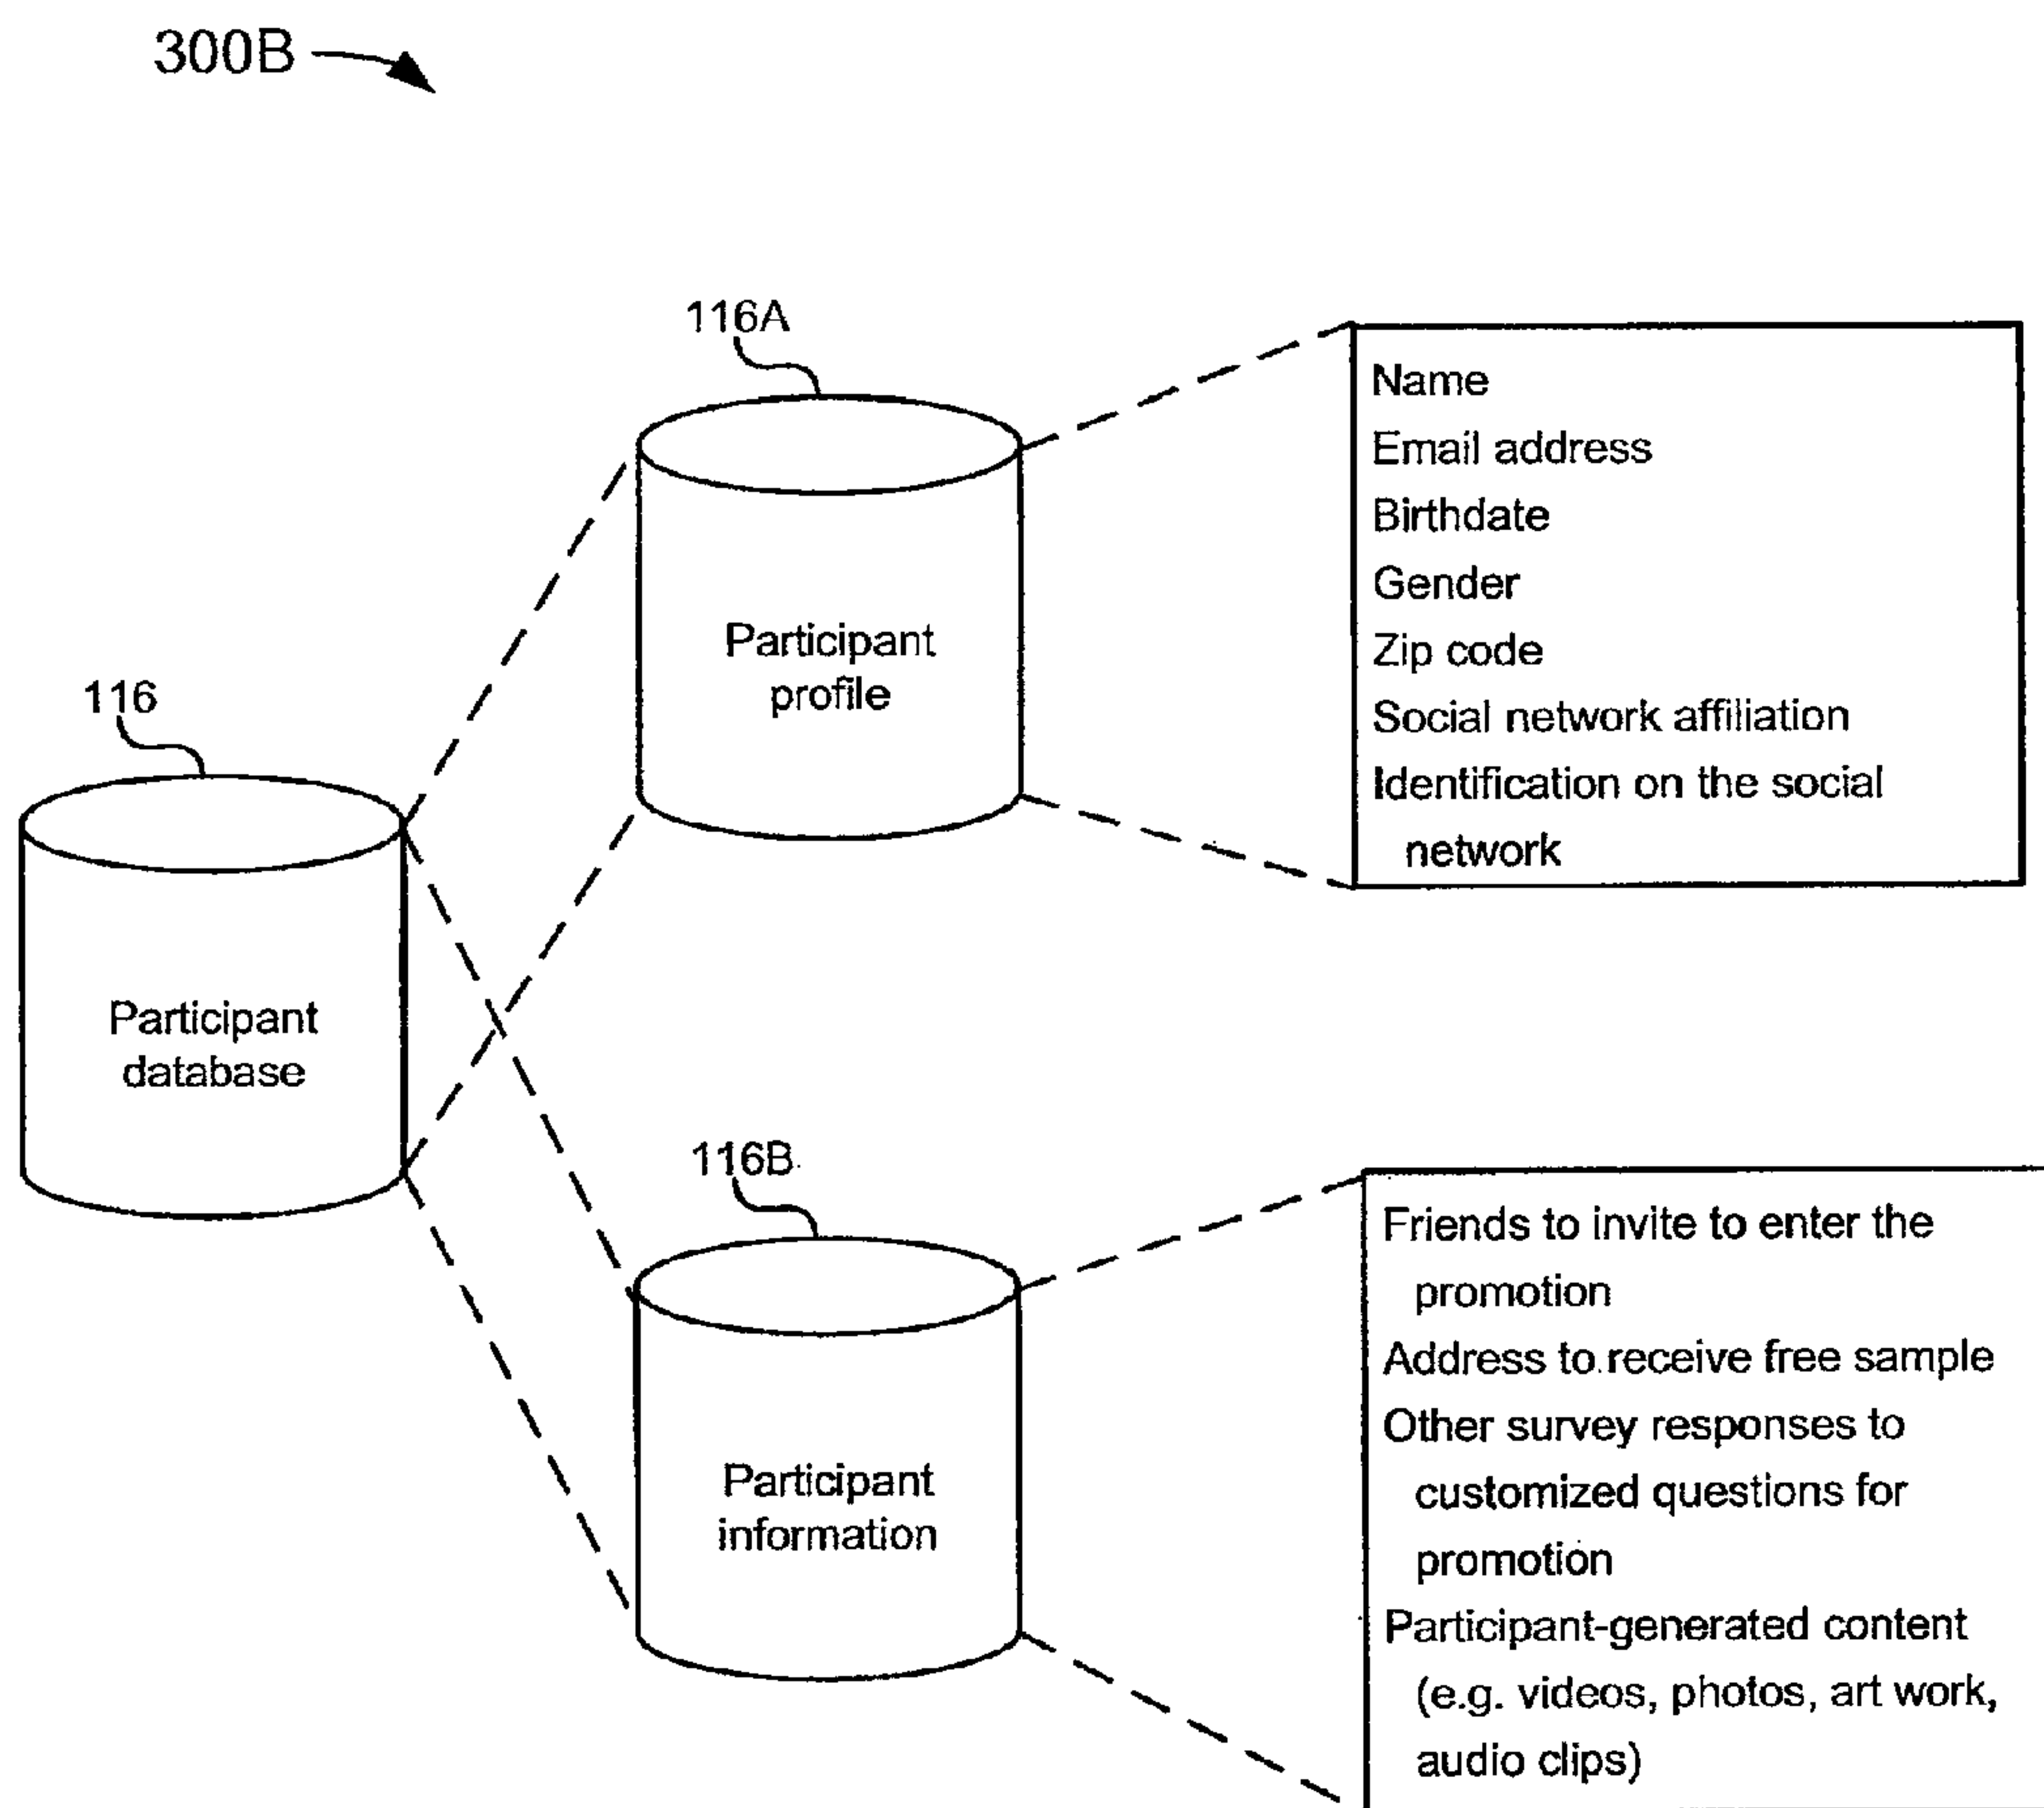 300B
116A
Name
Email address
Birthdate
Gender
Zip code
Social network affiliation
Identification on the social
network
Participant
profile
116
Participant
database
116B
Friends to invite to enter the
promotion
Address to receive free sample
Other survey responses to
customized questions for
promotion
Participant-generated content
(e.g. videos, photos, art work,
audio clips)
Participant
information